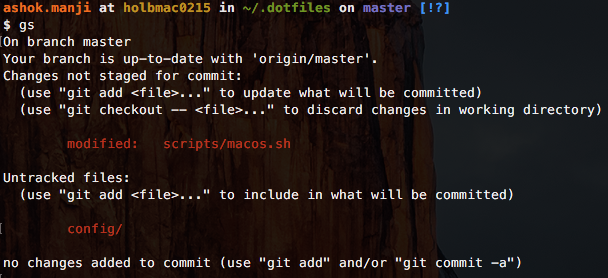 ashok.manji at holbmac0215 in ~/.dotfiles on master [!?]
$ gs
On branch master
Your branch is up-to-date with 'origin/master'.
Changes not staged for commit:
  (use "git add <file>..." to update what will be committed)
  (use "git checkout -- <file>..." to discard changes in working directory)
        modified:   scripts/macos.sh
Untracked files:
  (use "git add <file>..." to include in what will be committed)
        config/
no changes added to commit (use "git add" and/or "git commit -a")